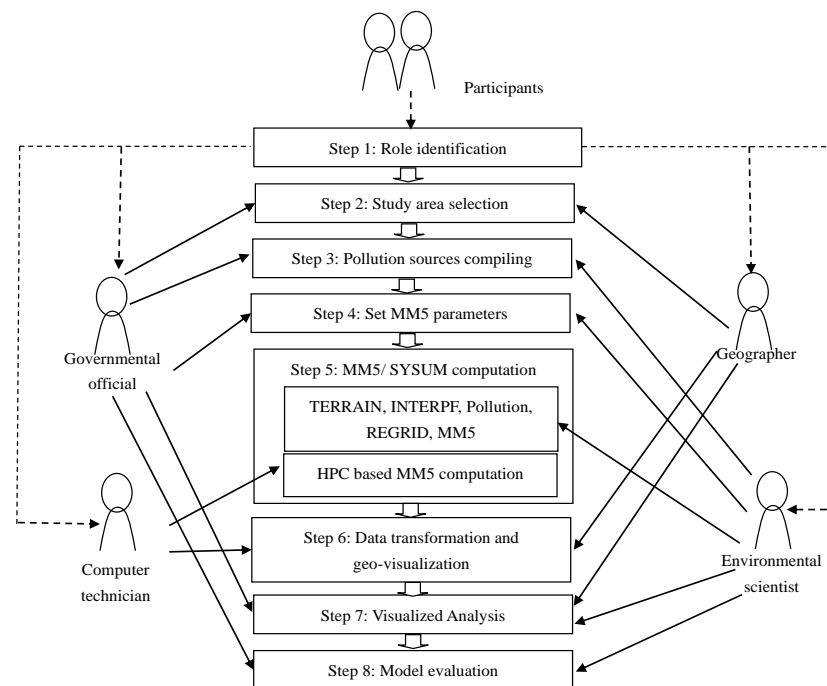 Participants
Step 1: Role identification
Step 2: Study area selection
Step 3: Pollution sources compiling
Step 4: Set MM5 parameters
Governmental
official
Geographer
Step 5: MM5/ SYSUM computation
TERRAIN, INTERPF, Pollution,
REGRID, MM5
HPC based MM5 computation
Computer
technician
Step 6: Data transformation and
geo-visualization
Environmental
scientist
Step 7: Visualized Analysis
Step 8: Model evaluation